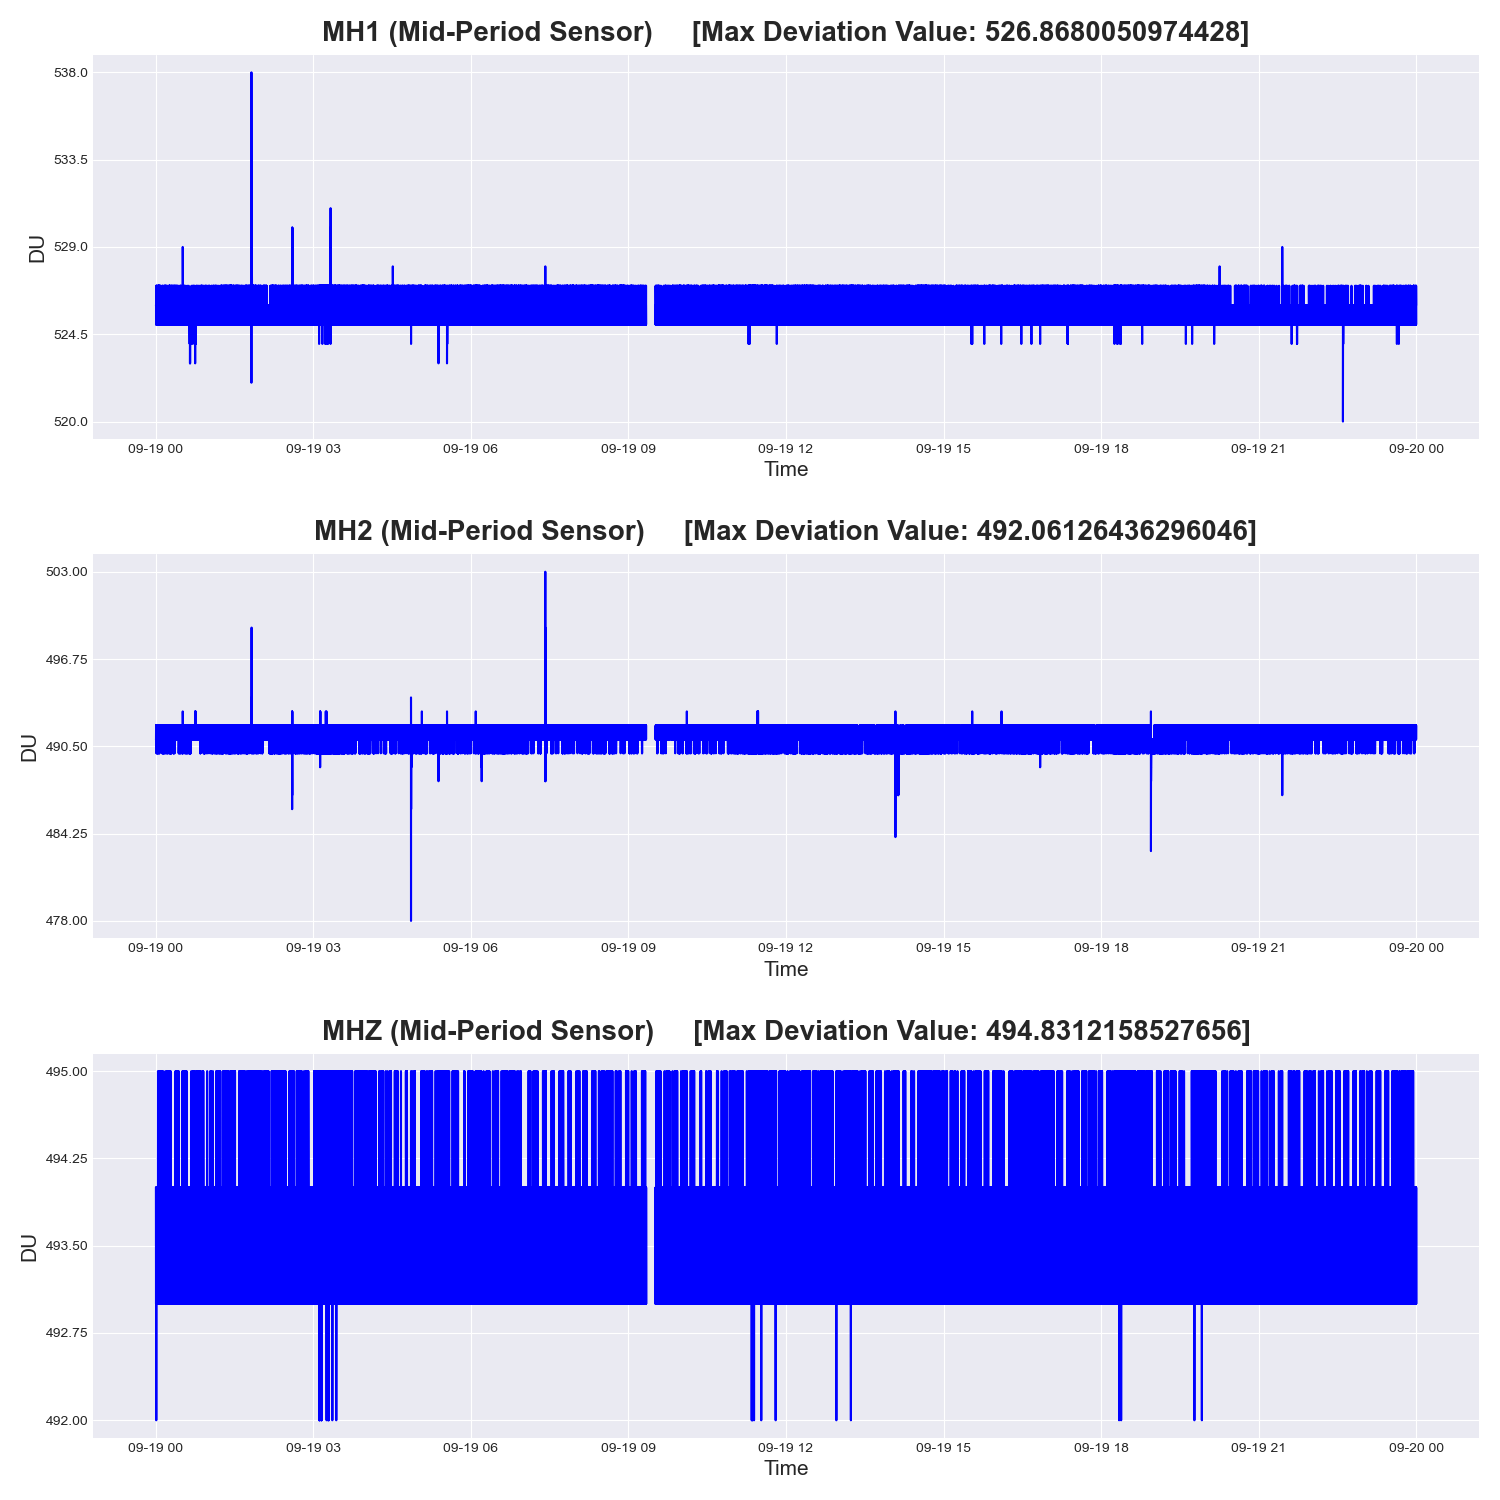 MH1 (Mid-Period Sensor) [Max Deviation Value: 526.8680050974428]
538.0
533.5
529.0
524.5
520.0
DU
09-19 00 09-19 03 09-19 06 09-19 09 09-19 12 09-19 15 09-19 18 09-19 21 09-20 00
Time
MH2 (Mid-Period Sensor) [Max Deviation Value: 492.06126436296046]
503.00
496.75
490.50
484.25
478.00
DU
09-19 00 09-19 03 09-19 06 09-19 09 09-19 12 09-19 15 09-19 18 09-19 21 09-20 00
Time
MHZ (Mid-Period Sensor) [Max Deviation Value: 494.8312158527656]
495.00
494.25
493.50
492.75
492.00
DU
09-19 00 09-19 03 09-19 06 09-19 09 09-19 12 09-19 15 09-19 18 09-19 21 09-20 00
Time